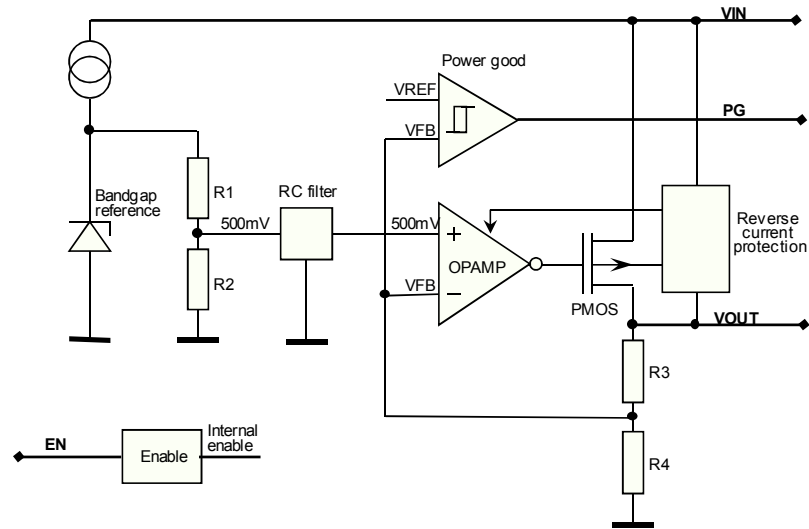 VIN
Power good
VREF
PG
VFB
Bandgap
reference
R1
RC filter
500mV
500mV
+
OPAMP
Reverse
current
protection
R2
VFB
−
PMOS
VOUT
R3
EN
Internal
enable
Enable
R4